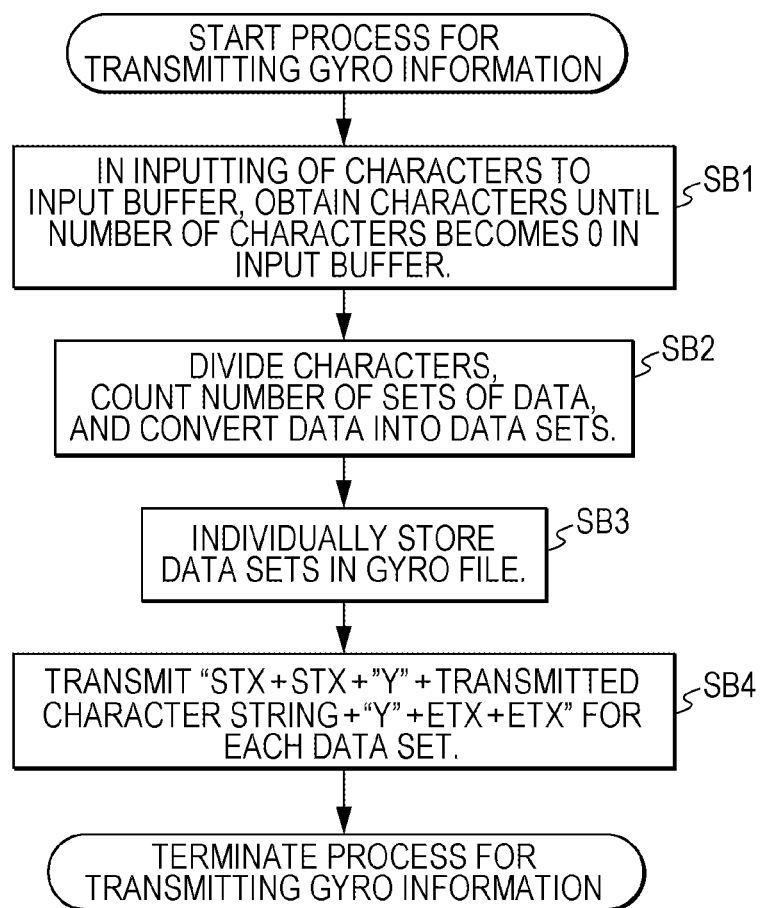 START PROCESS FOR
TRANSMITTING GYRO INFORMATION
IN INPUTTING OF CHARACTERS TO
INPUT BUFFER, OBTAIN CHARACTERS UNTIL
NUMBER OF CHARACTERS BECOMES 0 IN
INPUT BUFFER.
SB1
DIVIDE CHARACTERS,
COUNT NUMBER OF SETS OF DATA,
AND CONVERT DATA INTO DATA SETS.
SB2
INDIVIDUALLY STORE
DATA SETS IN GYRO FILE.
SB3
TRANSMIT “STX+STX+”Y” +TRANSMITTED
CHARACTER STRING+“Y” +ETX+ETX” FOR
EACH DATA SET.
SB4
TERMINATE PROCESS FOR
TRANSMITTING GYRO INFORMATION